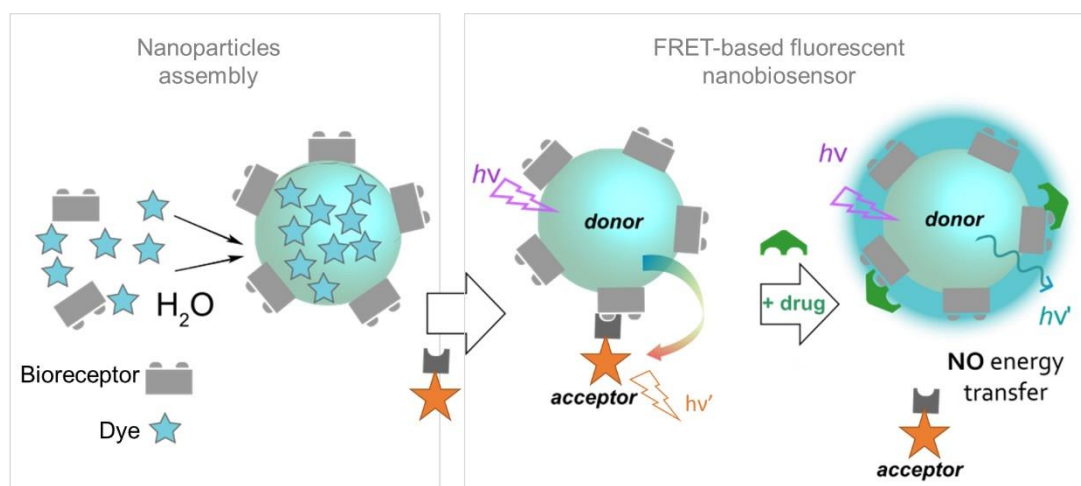 Nanoparticles
assembly
H₂O
Bioreceptor
Dye
FRET-based fluorescent
nanobiosensor
hν
donor
acceptor
hν'
+ drug
hν
donor
hν'
NO energy
transfer
acceptor